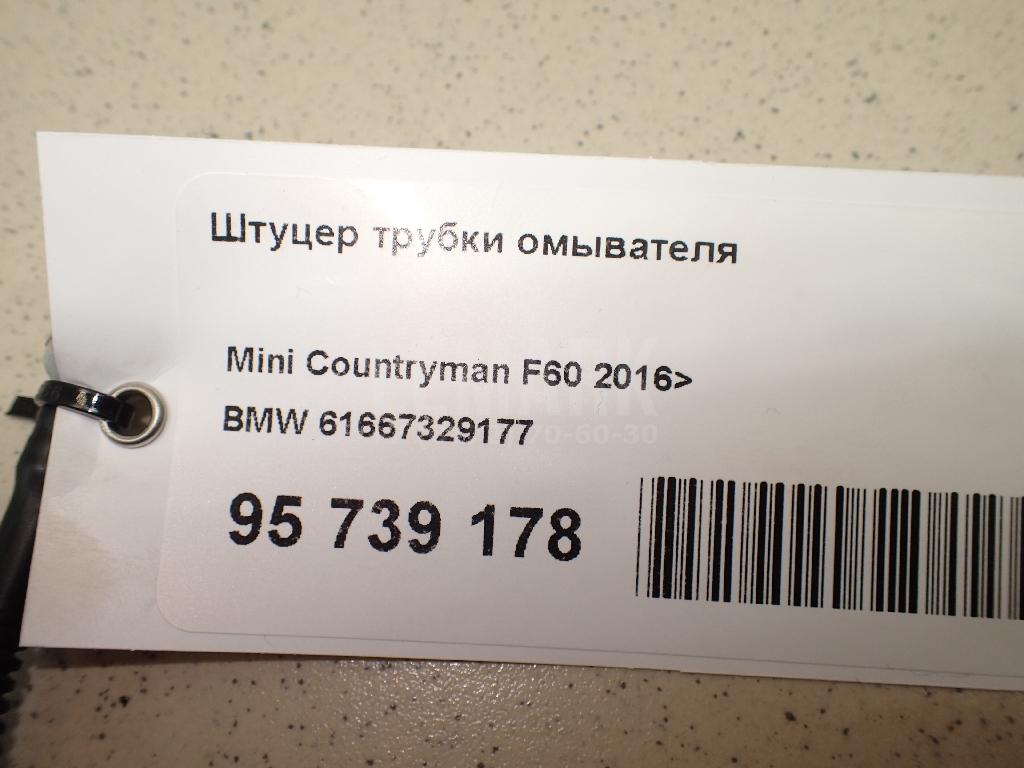 Штуцер трубки омывателя
Mini Countryman F60 2016>
BMW 61667329177
95 739 178